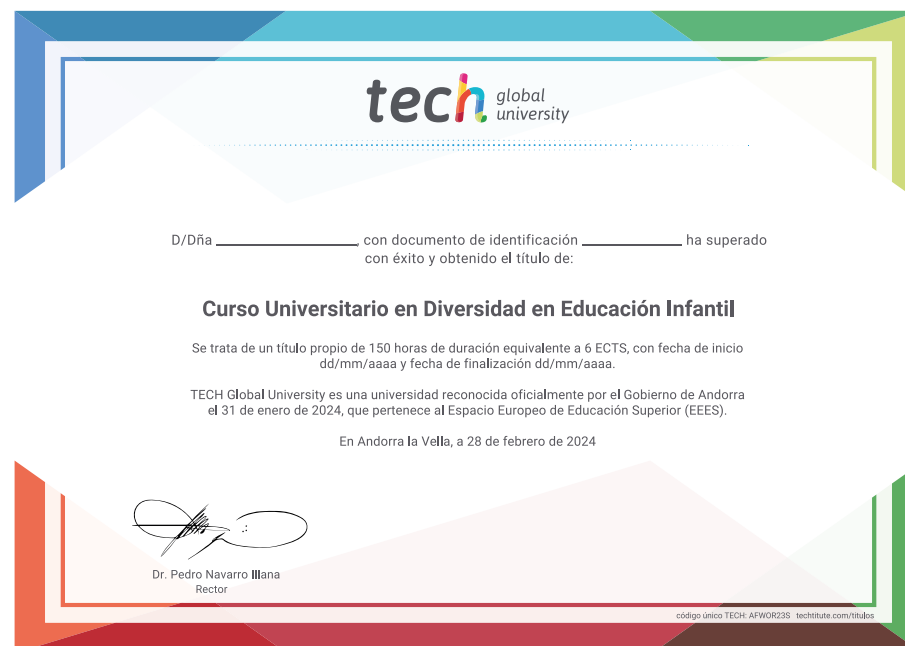 tech global university
D/Dña ____________, con documento de identificación ____________ ha superado
con éxito y obtenido el título de:
Curso Universitario en Diversidad en Educación Infantil
Se trata de un título propio de 150 horas de duración equivalente a 6 ECTS, con fecha de inicio
dd/mm/aaaa y fecha de finalización dd/mm/aaaa.
TECH Global University es una universidad reconocida oficialmente por el Gobierno de Andorra
el 31 de enero de 2024, que pertenece al Espacio Europeo de Educación Superior (EEES).
En Andorra la Vella, a 28 de febrero de 2024
Dr. Pedro Navarro Illana
Rector
código único TECH: AFWOR23S techtitute.com/titulos